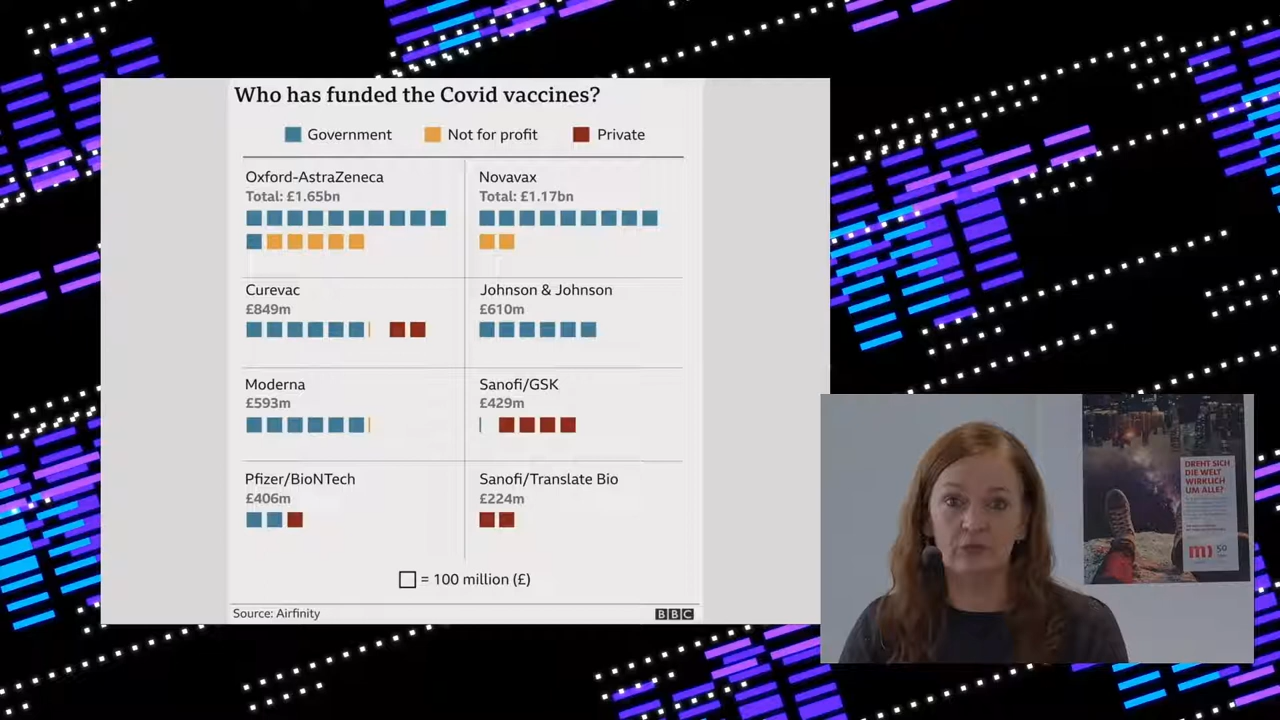 Who has funded the Covid vaccines?
Government Not for profit Private
Oxford-AstraZeneca
Total: £1.65bn
Novavax
Total: £1.17bn
Curevac
£849m
Johnson & Johnson
£610m
Moderna
£593m
Sanofi/GSK
£429m
Pfizer/BioNTech
£406m
Sanofi/Translate Bio
£224m
= 100 million (£)
Source: Airfinity
BBC
DREHT SICH
DIE WELT
WIRKLICH
UM ALLE?
m
50